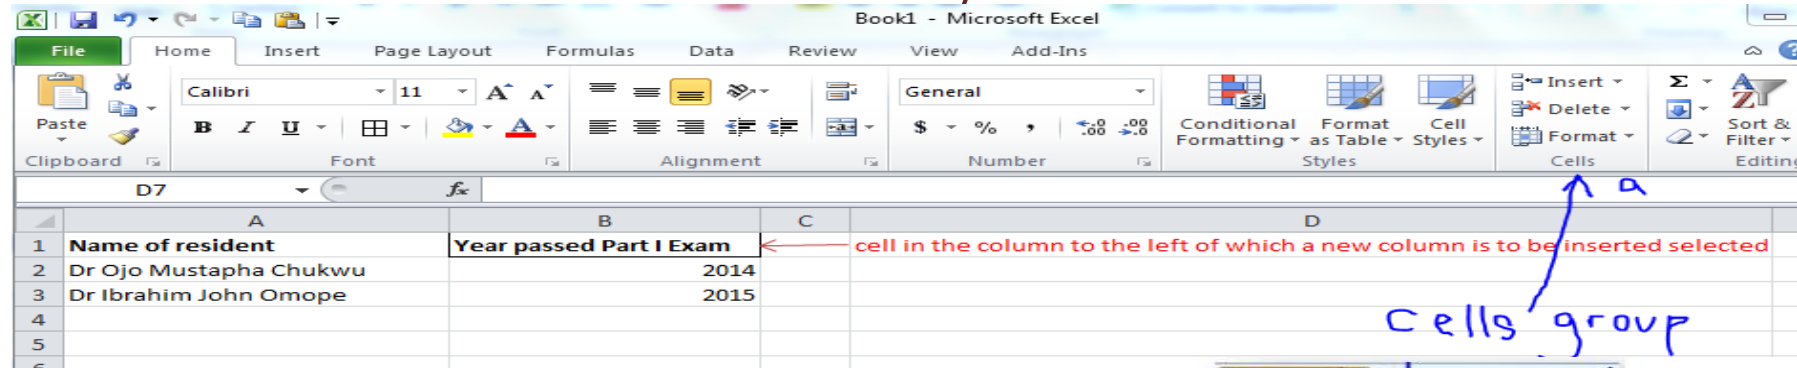 Book1 - Microsoft Excel
File Home Insert Page Layout Formulas Data Review View Add-Ins
Calibri 11 A A General Insert
Delete
Paste B I U A $ % , .00 .00 Conditional Formatting Format as Table Cell Styles Format Sort & Filter
Clipboard Font Alignment Number Styles Cells
D7 fx a
A B C D
1 Name of resident Year passed Part I Exam cell in the column to the left of which a new column is to be inserted selected
2 Dr Ojo Mustapha Chukwu 2014
3 Dr Ibrahim John Omope 2015
4
cells group
5